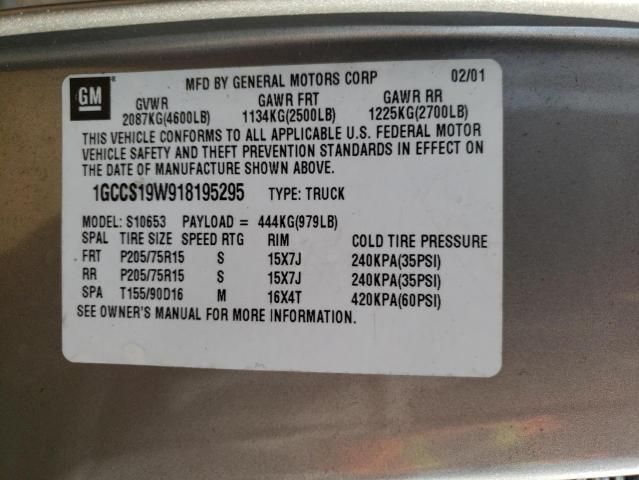 GM MFD BY GENERAL MOTORS CORP 02/01
GVWR GAWR FRT GAWR RR
2087KG(4600LB) 1134KG(2500LB) 1225KG(2700LB)
THIS VEHICLE CONFORMS TO ALL APPLICABLE U.S. FEDERAL MOTOR
VEHICLE SAFETY AND THEFT PREVENTION STANDARDS IN EFFECT ON
THE DATE OF MANUFACTURE SHOWN ABOVE.
1GCCS19W918195295 TYPE: TRUCK
MODEL: S10653 PAYLOAD = 444KG(979LB)
SPAL TIRE SIZE SPEED RTG RIM COLD TIRE PRESSURE
FRT P205/75R15 S 15X7J 240KPA(35PSI)
RR P205/75R15 S 15X7J 240KPA(35PSI)
SPA T155/90D16 M 16X4T 420KPA(60PSI)
SEE OWNER'S MANUAL FOR MORE INFORMATION.